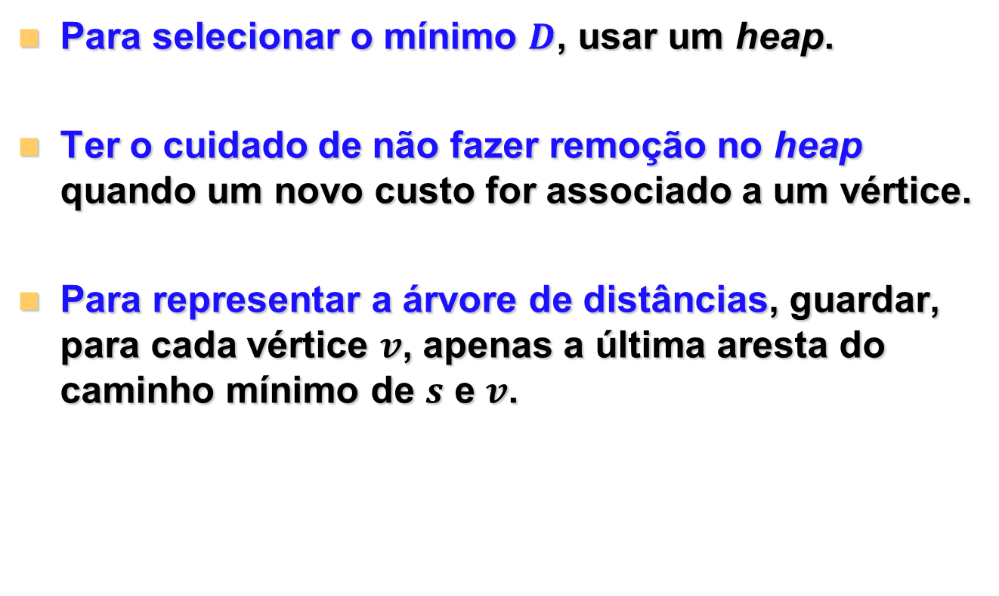 Para selecionar o mínimo D, usar um heap.
Ter o cuidado de não fazer remoção no heap
quando um novo custo for associado a um vértice.
Para representar a árvore de distâncias, guardar,
para cada vértice v, apenas a última aresta do
caminho mínimo de s e v.